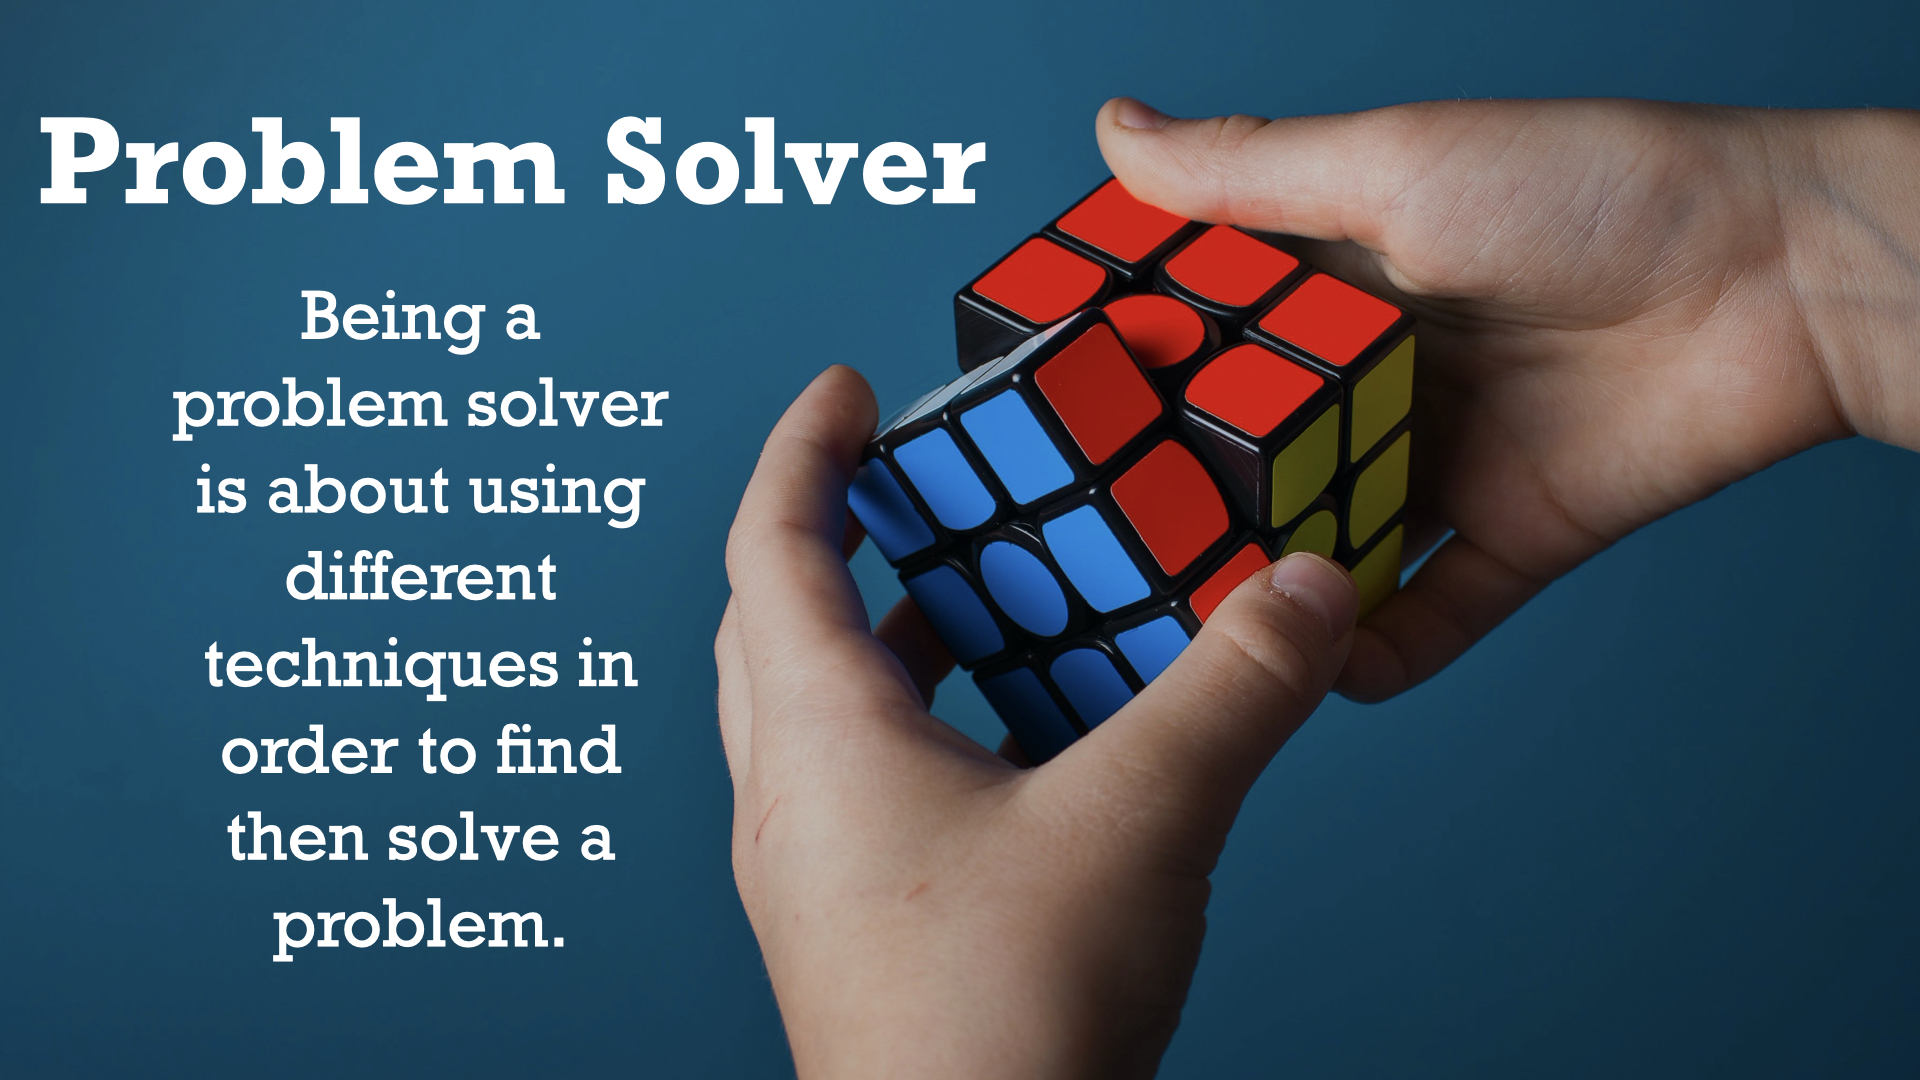 Problem Solver
Being a
problem solver
is about using
different
techniques in
order to find
then solve a
problem.